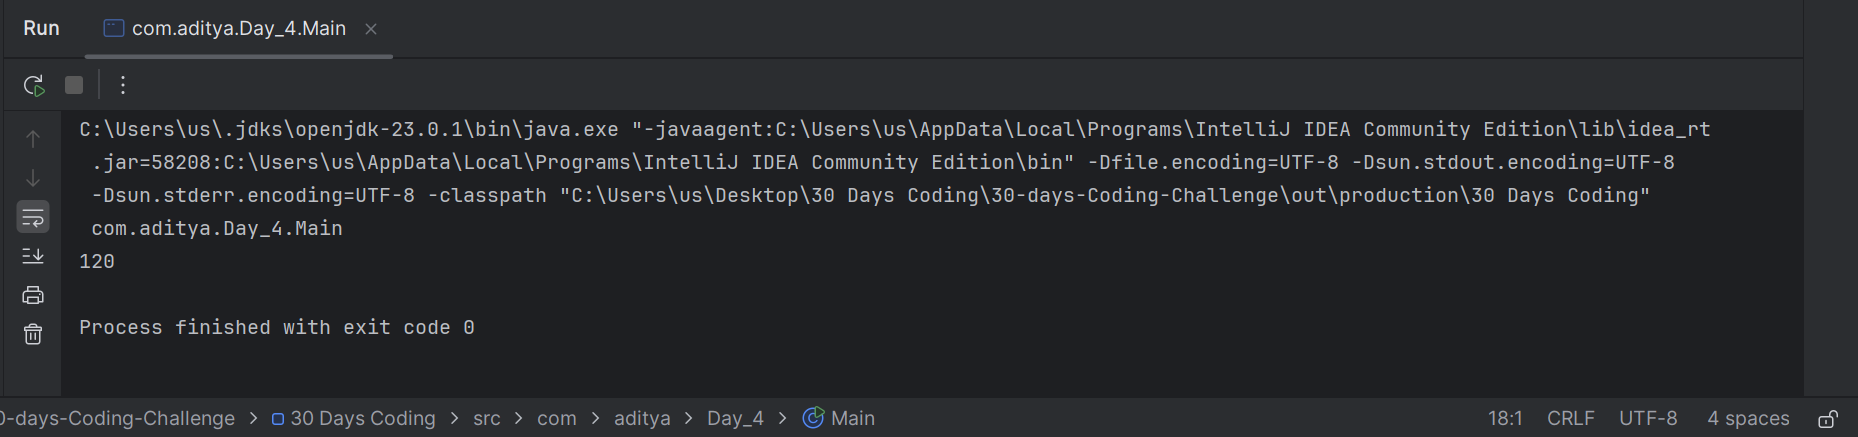 Run com.aditya.Day_4.Main
C:\Users\us\.jdks\openjdk-23.0.1\bin\java.exe "-javaagent:C:\Users\us\AppData\Local\Programs\IntelliJ IDEA Community Edition\lib\idea_rt
.jar=58208:C:\Users\us\AppData\Local\Programs\IntelliJ IDEA Community Edition\bin" -Dfile.encoding=UTF-8 -Dsun.stdout.encoding=UTF-8
-Dsun.stderr.encoding=UTF-8 -classpath "C:\Users\us\Desktop\30 Days Coding\30-days-Coding-Challenge\out\production\30 Days Coding"
com.aditya.Day_4.Main
120
Process finished with exit code 0
0-days-Coding-Challenge > 30 Days Coding > src > com > aditya > Day_4 > Main 18:1 CRLF UTF-8 4 spaces